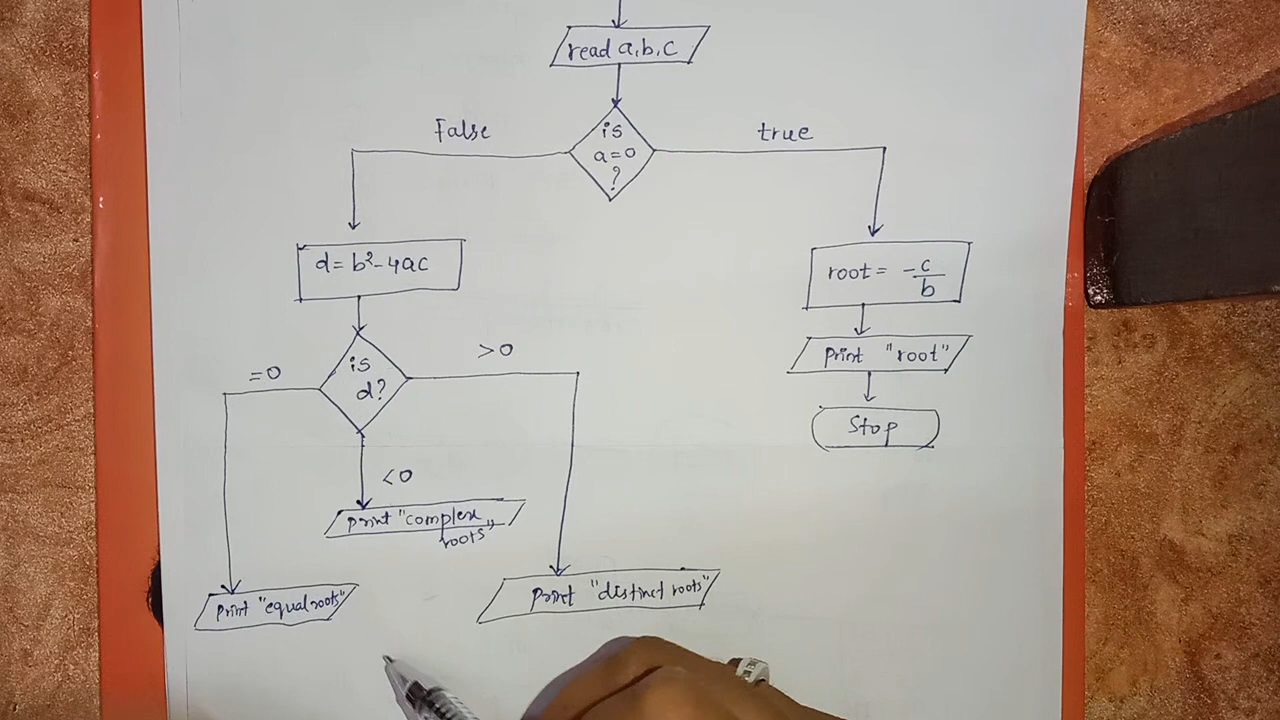 read a,b,c
False
is
a=0
?
true
d=b²-4ac
root = -c/b
is
d?
=0
>0
<0
Print "root"
Stop
Print "complex
roots"
Print "equal roots"
Print "distinct roots"